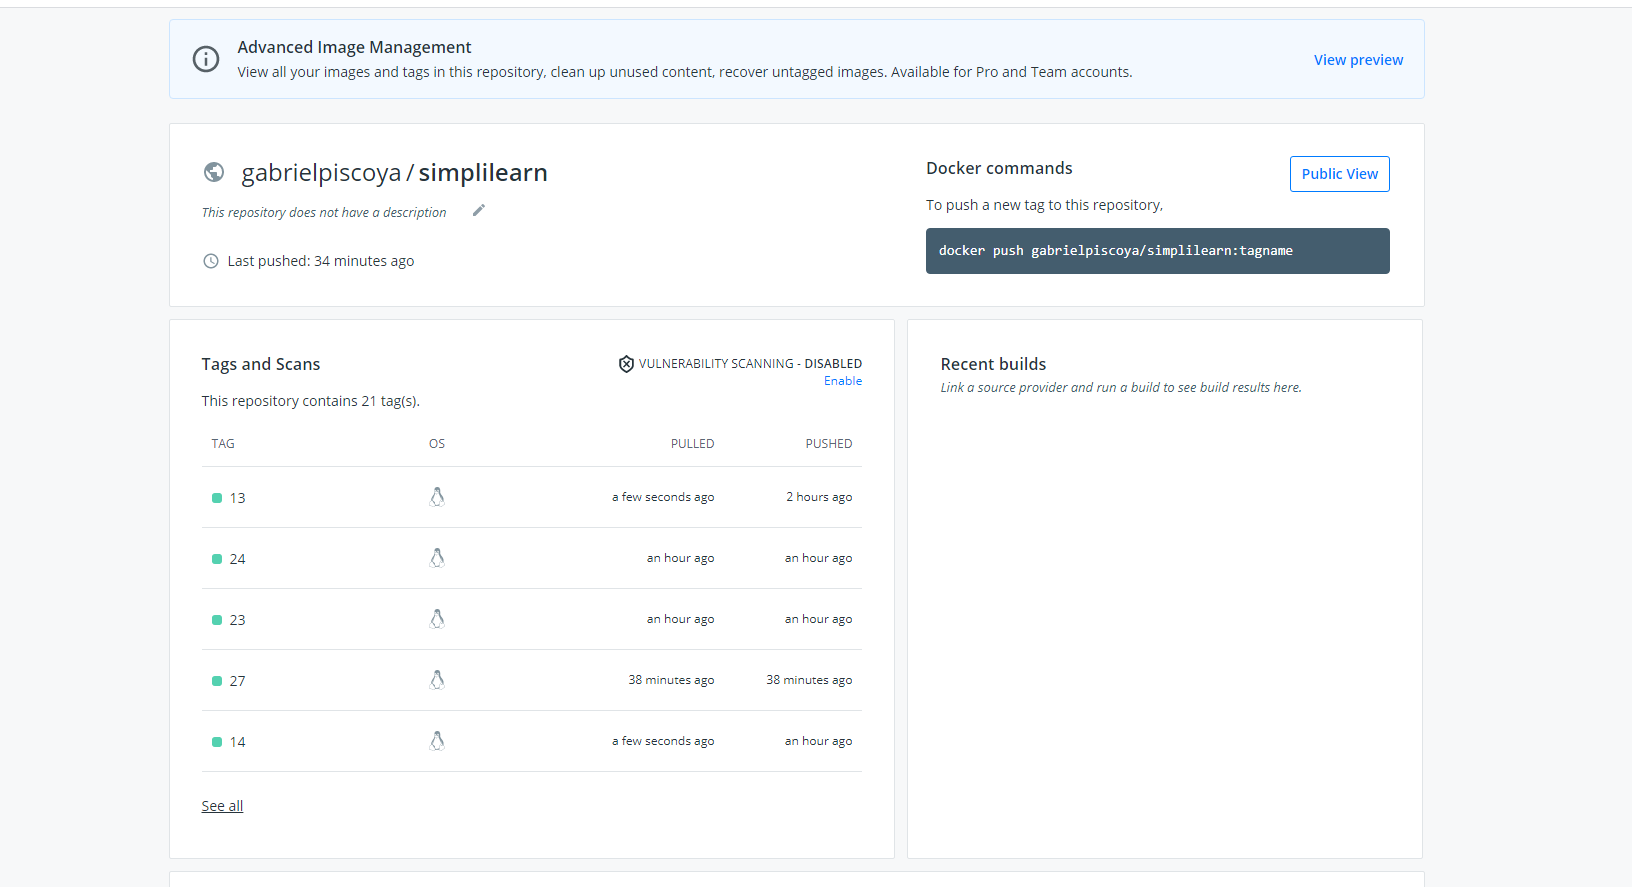 Advanced Image Management
View all your images and tags in this repository, clean up unused content, recover untagged images. Available for Pro and Team accounts.
View preview
gabrielpiscoya / simplilearn
This repository does not have a description
Last pushed: 34 minutes ago
Docker commands
Public View
To push a new tag to this repository,
docker push gabrielpiscoya/simplilearn:tagname
Tags and Scans
VULNERABILITY SCANNING - DISABLED
Enable
This repository contains 21 tag(s).
TAG OS PULLED PUSHED
13 a few seconds ago 2 hours ago
24 an hour ago an hour ago
23 an hour ago an hour ago
27 38 minutes ago 38 minutes ago
14 a few seconds ago an hour ago
See all
Recent builds
Link a source provider and run a build to see build results here.